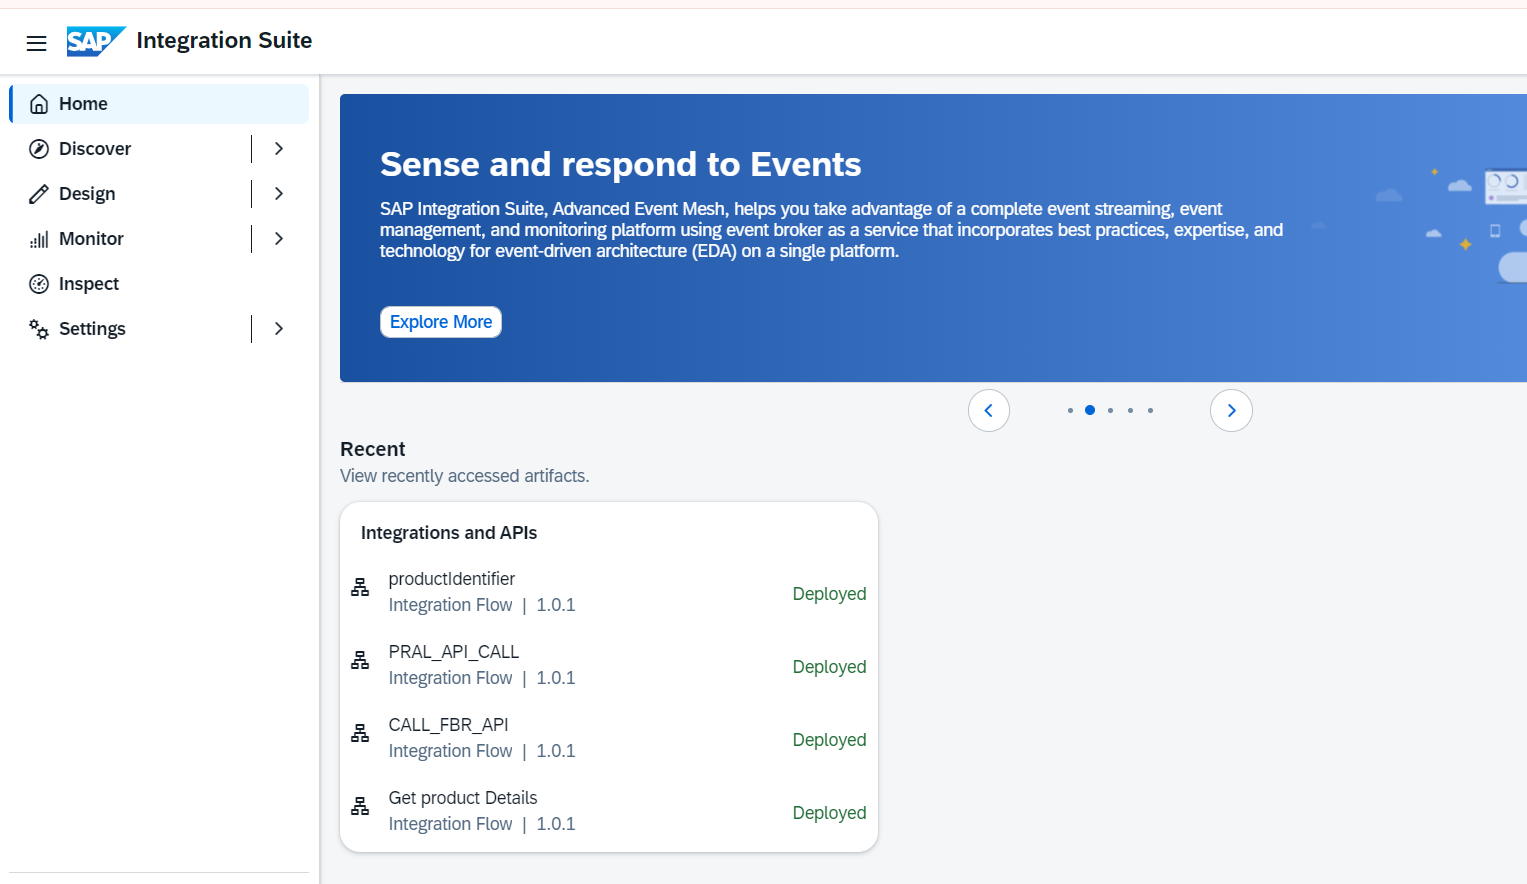 SAP Integration Suite
Home
Discover
Design
Monitor
Inspect
Settings
Sense and respond to Events
SAP Integration Suite, Advanced Event Mesh, helps you take advantage of a complete event streaming, event
management, and monitoring platform using event broker as a service that incorporates best practices, expertise, and
technology for event-driven architecture (EDA) on a single platform.
Explore More
Recent
View recently accessed artifacts.
Integrations and APIs
productIdentifier
Integration Flow | 1.0.1
Deployed
PRAL_API_CALL
Integration Flow | 1.0.1
Deployed
CALL_FBR_API
Integration Flow | 1.0.1
Deployed
Get product Details
Integration Flow | 1.0.1
Deployed